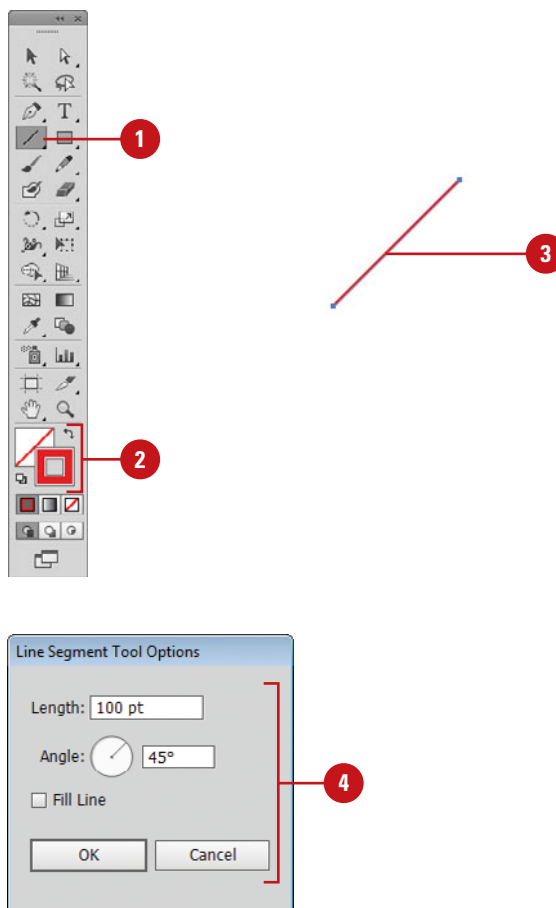 1
3
2
Line Segment Tool Options
Length: 100 pt
Angle: 45°
Fill Line
4
OK Cancel